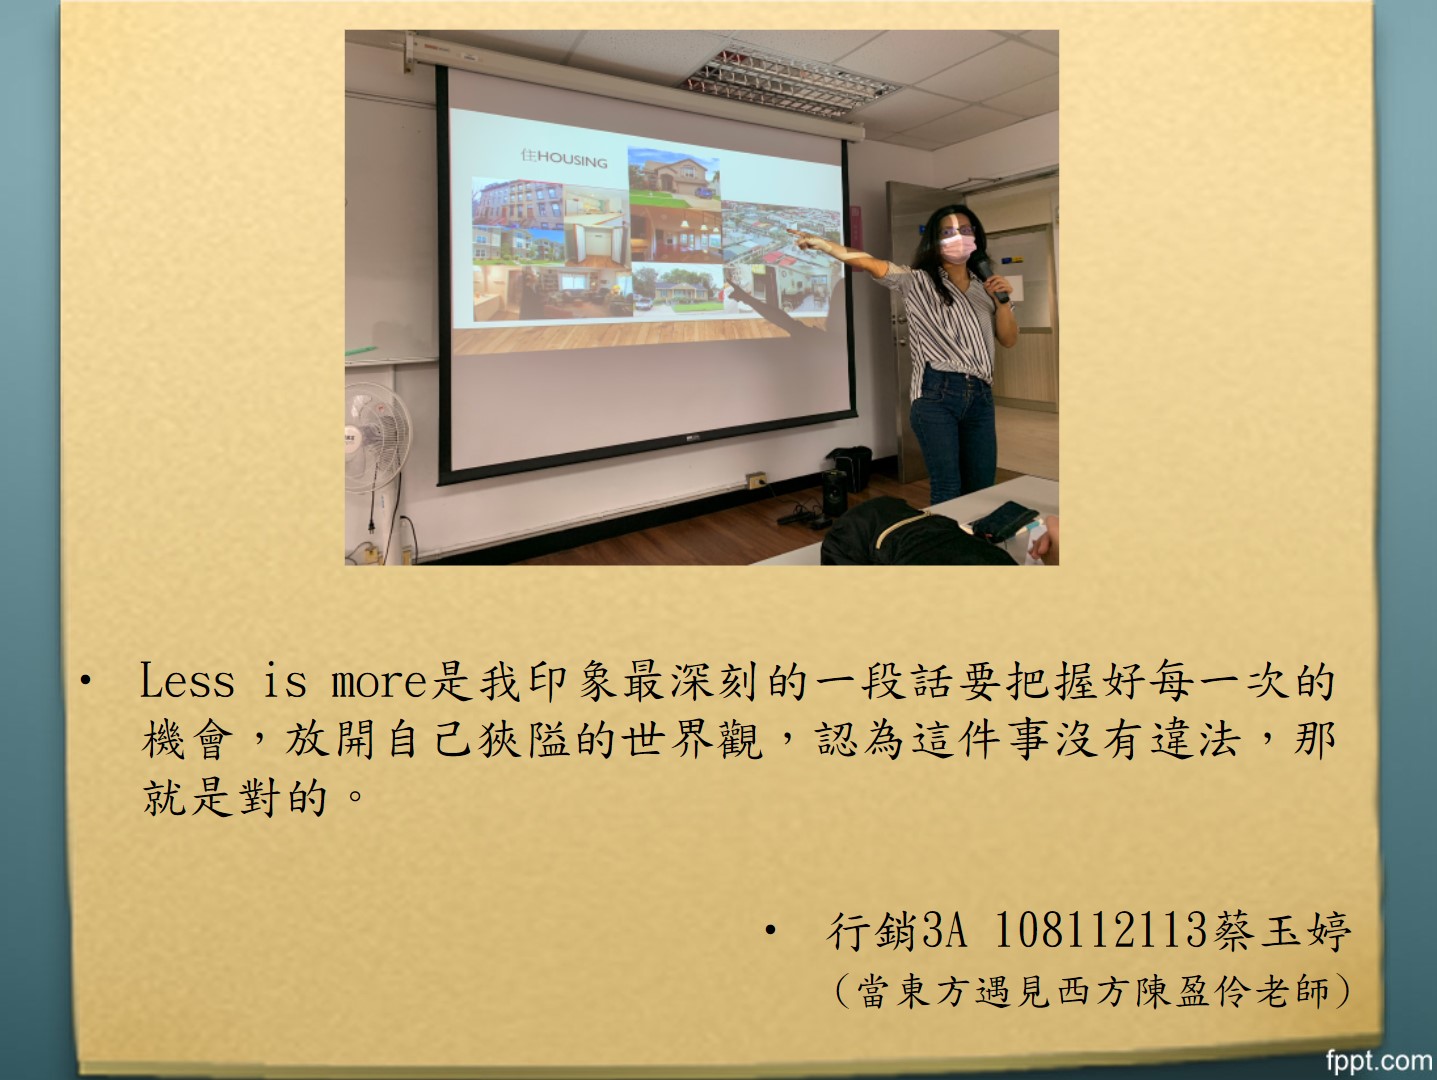 住HOUSING
• Less is more是我印象最深刻的一段話要把握好每一次的
機會，放開自己狹隘的世界觀，認為這件事沒有違法，那
就是對的。
• 行銷3A 108112113蔡玉婷
(當東方遇見西方陳盈伶老師)
fppt.com